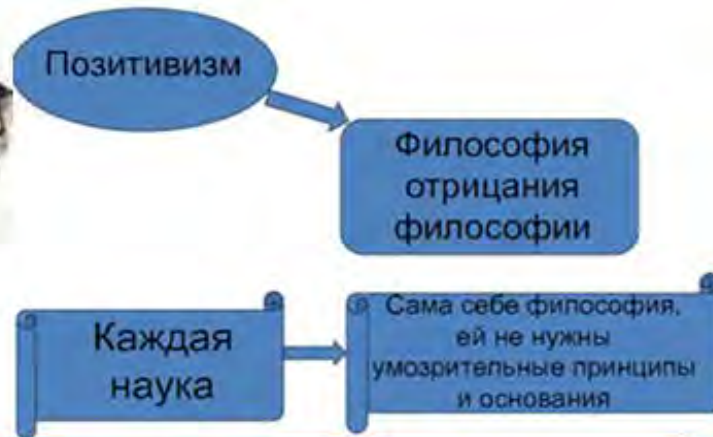 Позитивизм
Философия
отрицания
философии
Каждая
наука
Сама себе философия,
ей не нужны
умозрительные принципы
и основания